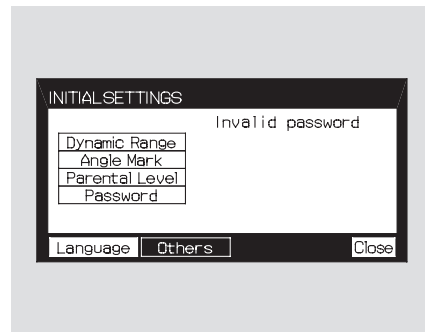 INITIALSETTINGS
Invalid password
Dynamic Range
Angle Mark
Parental Level
Password
Language Others Close